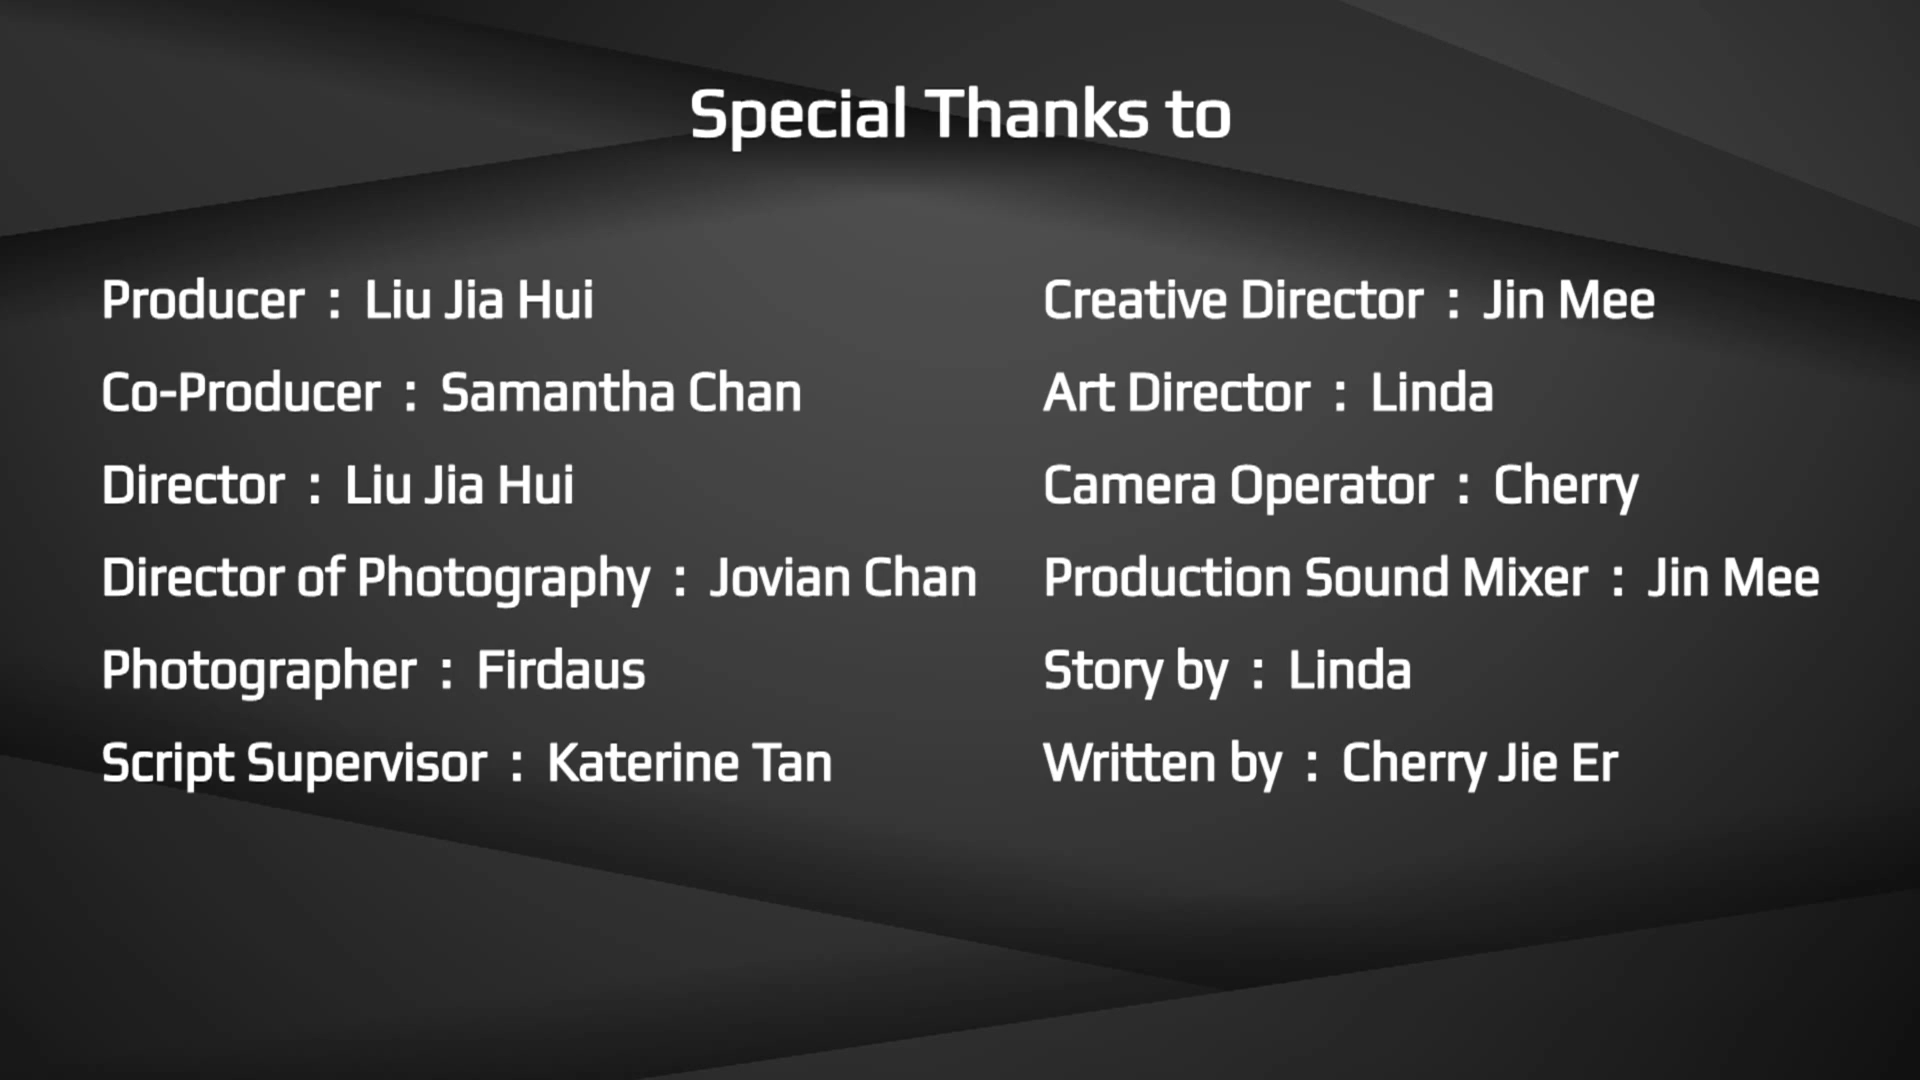 Special Thanks to
Producer : Liu Jia Hui
Co-Producer : Samantha Chan
Director : Liu Jia Hui
Director of Photography : Jovian Chan
Photographer : Firdaus
Script Supervisor : Katerine Tan
Creative Director : Jin Mee
Art Director : Linda
Camera Operator : Cherry
Production Sound Mixer : Jin Mee
Story by : Linda
Written by : Cherry Jie Er